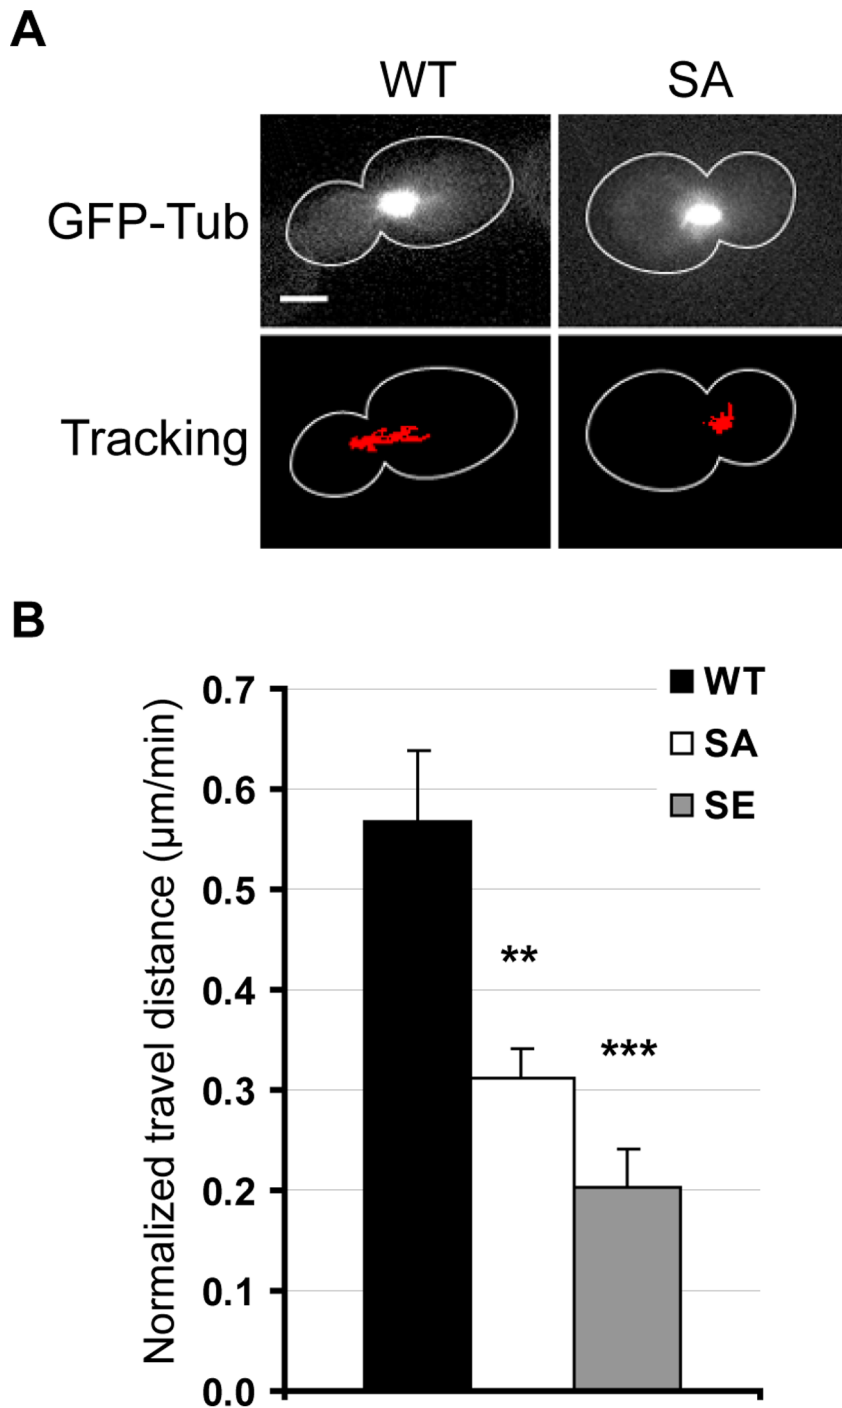 A
WT SA
GFP-Tub
Tracking
B
Normalized travel distance (μm/min)
0.7
0.6
0.5
0.4
0.3
0.2
0.1
0.0
WT
SA
SE
**
***